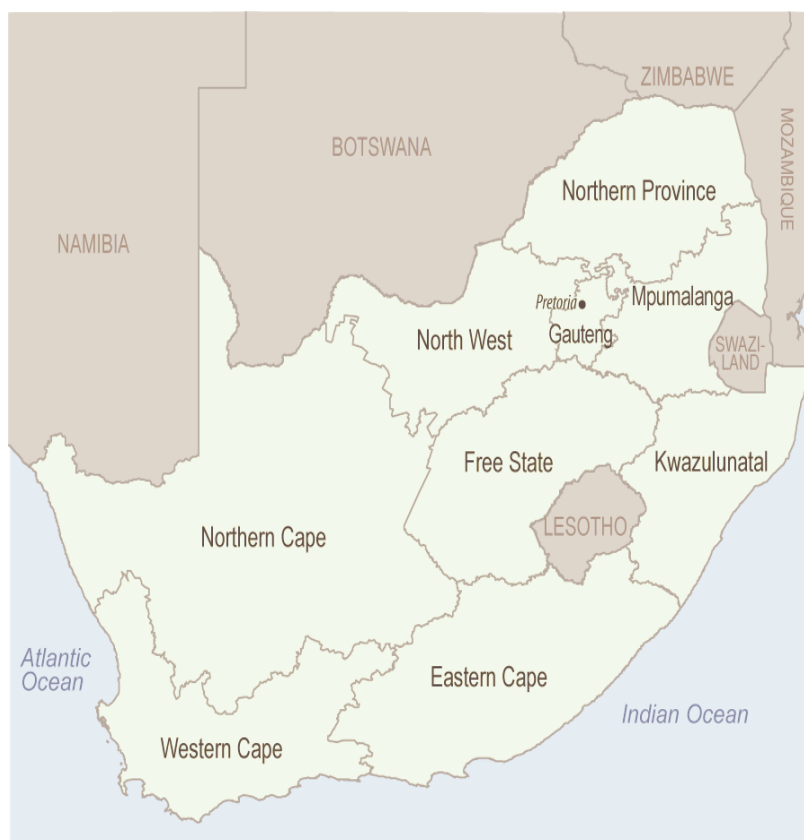 ZIMBABWE
BOTSWANA
MOZAMBIQUE
Northern Province
NAMIBIA
Mpumalanga
Pretoria
North West
Gauteng
SWAZI-
LAND
Free State
Kwazulunatal
Northern Cape
LESOTHO
Atlantic
Ocean
Eastern Cape
Indian Ocean
Western Cape